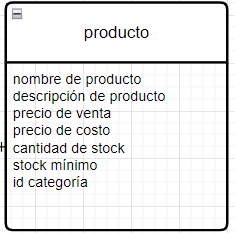 producto
nombre de producto
descripción de producto
precio de venta
precio de costo
cantidad de stock
stock mínimo
id categoría